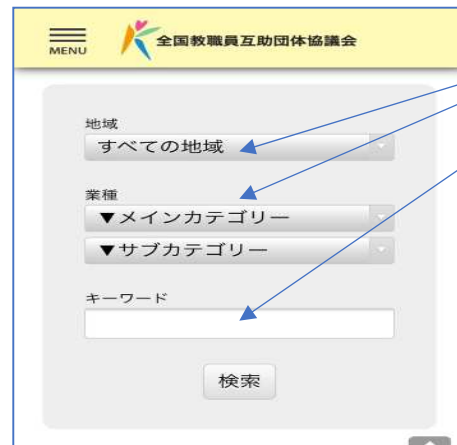 MENU 全国教職員互助団体協議会
地域
すべての地域
業種
▼メインカテゴリー
▼サブカテゴリー
キーワード
検索